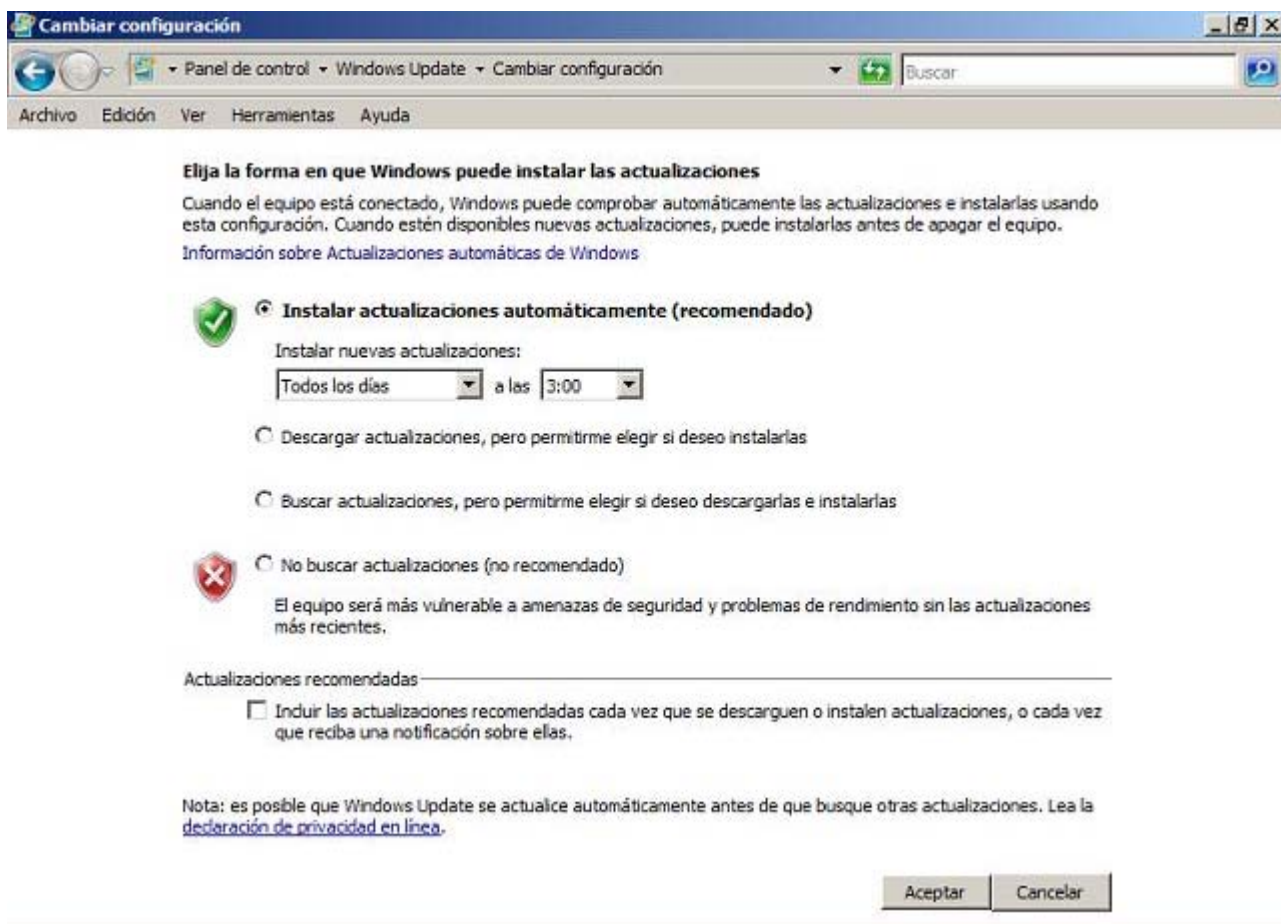 Cambiar configuración
Panel de control Windows Update Cambiar configuración
Buscar
Archivo Edición Ver Herramientas Ayuda
Elija la forma en que Windows puede instalar las actualizaciones
Cuando el equipo está conectado, Windows puede comprobar automáticamente las actualizaciones e instalarlas usando
esta configuración. Cuando estén disponibles nuevas actualizaciones, puede instalarlas antes de apagar el equipo.
Información sobre Actualizaciones automáticas de Windows
Instalar actualizaciones automáticamente (recomendado)
Instalar nuevas actualizaciones:
Todos los días a las 3:00
Descargar actualizaciones, pero permitirme elegir si deseo instalarlas
Buscar actualizaciones, pero permitirme elegir si deseo descargarlas e instalarlas
No buscar actualizaciones (no recomendado)
El equipo será más vulnerable a amenazas de seguridad y problemas de rendimiento sin las actualizaciones
más recientes.
Actualizaciones recomendadas
Incluir las actualizaciones recomendadas cada vez que se descarguen o instalen actualizaciones, o cada vez
que reciba una notificación sobre ellas.
Nota: es posible que Windows Update se actualice automáticamente antes de que busque otras actualizaciones. Lea la
declaración de privacidad en línea.
Aceptar Cancelar